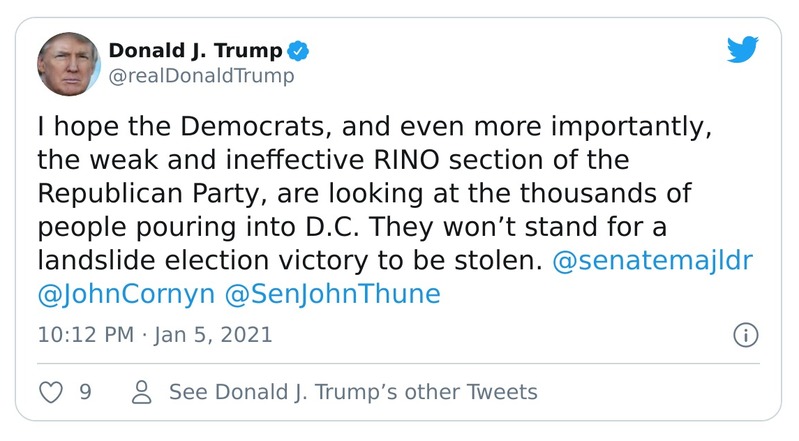 Donald J. Trump
@realDonaldTrump
I hope the Democrats, and even more importantly,
the weak and ineffective RINO section of the
Republican Party, are looking at the thousands of
people pouring into D.C. They won’t stand for a
landslide election victory to be stolen. @senatemajldr
@JohnCornyn @SenJohnThune
10:12 PM · Jan 5, 2021
9 See Donald J. Trump’s other Tweets